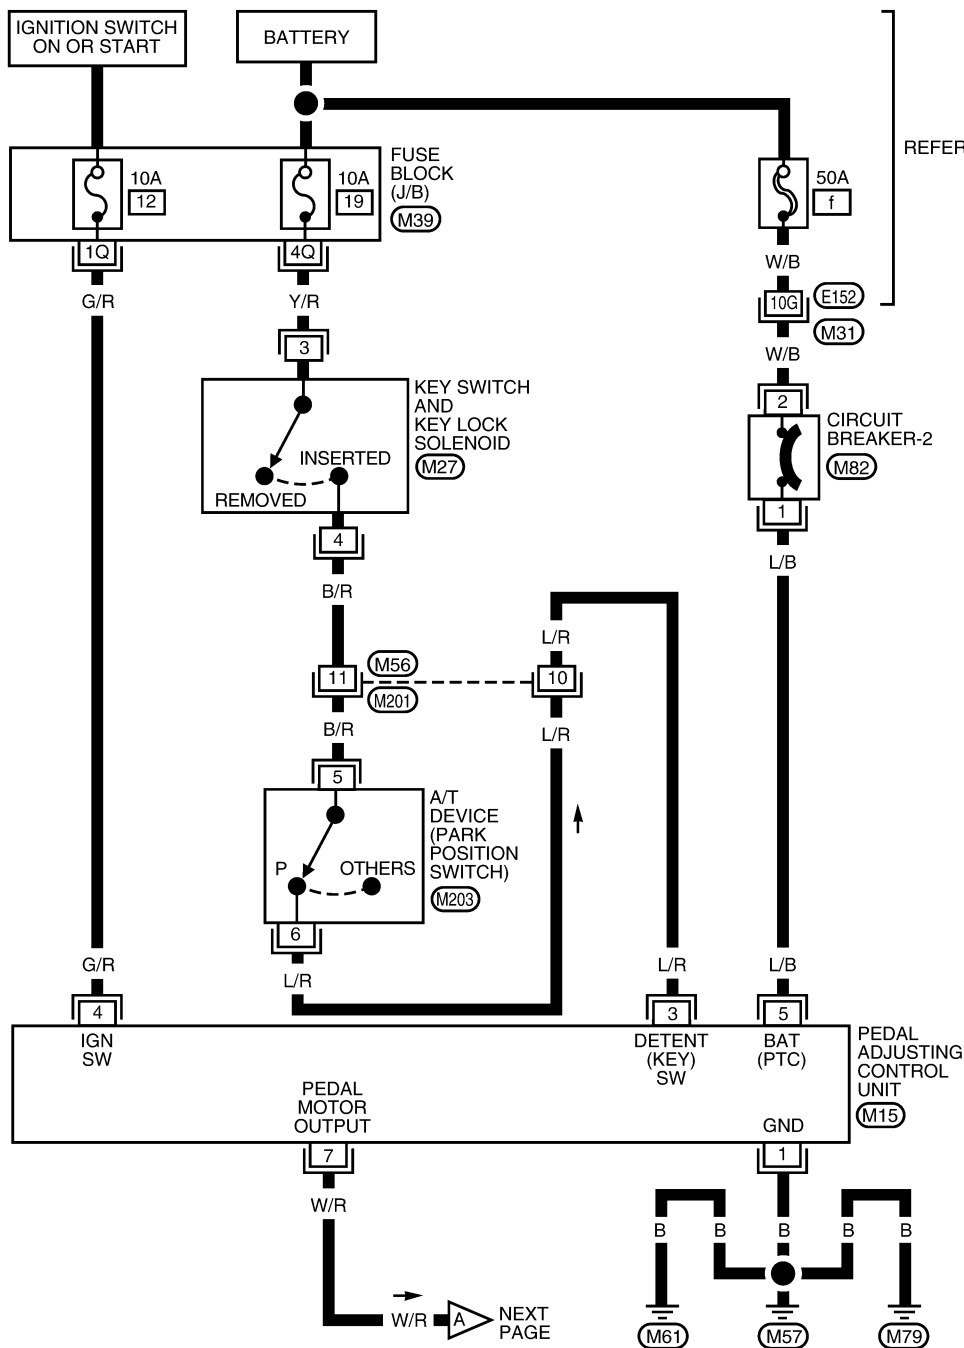 IGNITION SWITCH
ON OR START
BATTERY
REFER
FUSE
BLOCK
(J/B)
M39
10A
12
10A
19
50A
f
1Q
4Q
W/B
G/R
Y/R
10G
E152
M31
3
W/B
KEY SWITCH
AND
KEY LOCK
SOLENOID
M27
INSERTED
REMOVED
2
CIRCUIT
BREAKER-2
M82
1
4
L/B
B/R
L/R
11
M56
M201
10
B/R
L/R
5
A/T
DEVICE
(PARK
POSITION
SWITCH)
M203
P
OTHERS
6
L/R
G/R
L/R
L/B
4
3
5
IGN
SW
DETENT
(KEY)
SW
BAT
(PTC)
PEDAL
ADJUSTING
CONTROL
UNIT
M15
PEDAL
MOTOR
OUTPUT
GND
7
1
W/R
B
B
B
B
B
W/R
A
NEXT
PAGE
M61
M57
M79